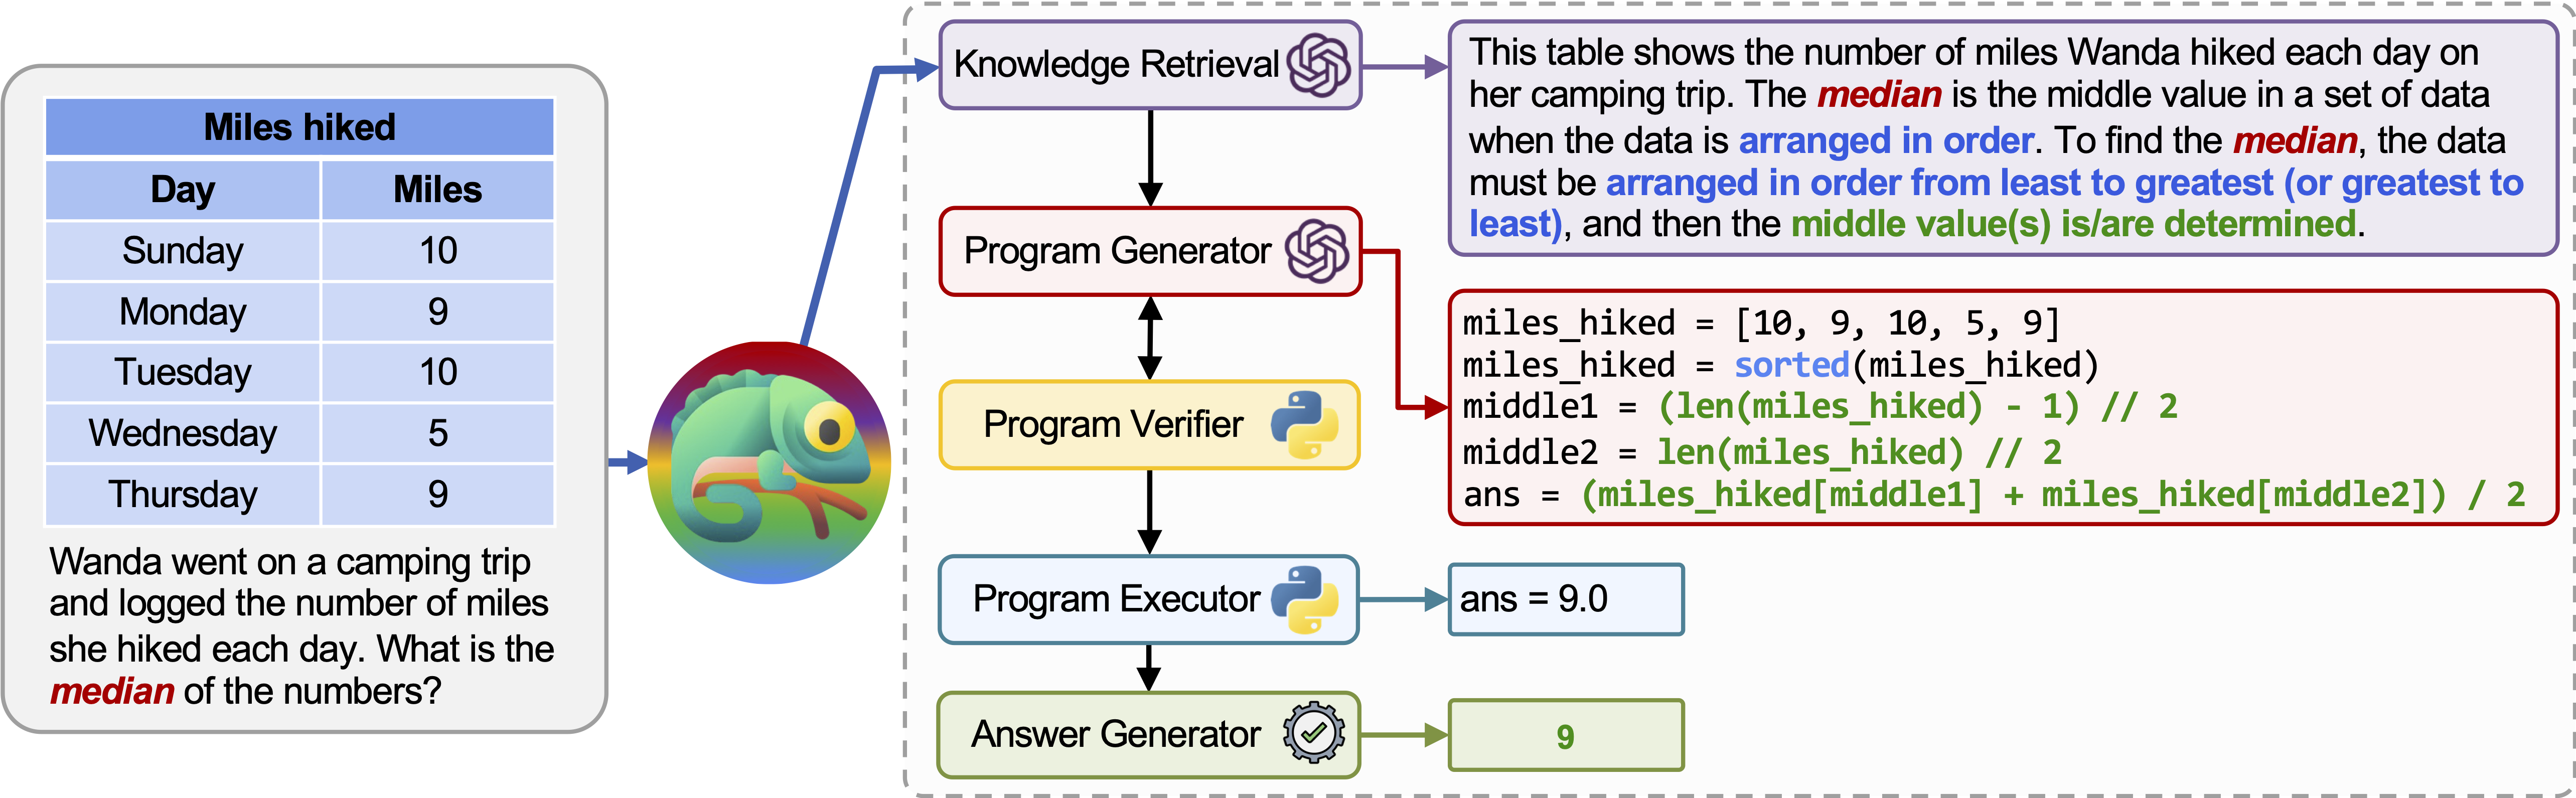 Miles hiked
Day Miles
Sunday 10
Monday 9
Tuesday 10
Wednesday 5
Thursday 9
Wanda went on a camping trip
and logged the number of miles
she hiked each day. What is the
median of the numbers?
Knowledge Retrieval
This table shows the number of miles Wanda hiked each day on
her camping trip. The median is the middle value in a set of data
when the data is arranged in order. To find the median, the data
must be arranged in order from least to greatest (or greatest to
least), and then the middle value(s) is/are determined.
Program Generator
miles_hiked = [10, 9, 10, 5, 9]
miles_hiked = sorted(miles_hiked)
middle1 = (len(miles_hiked) - 1) // 2
middle2 = len(miles_hiked) // 2
ans = (miles_hiked[middle1] + miles_hiked[middle2]) / 2
Program Verifier
Program Executor
ans = 9.0
Answer Generator
9